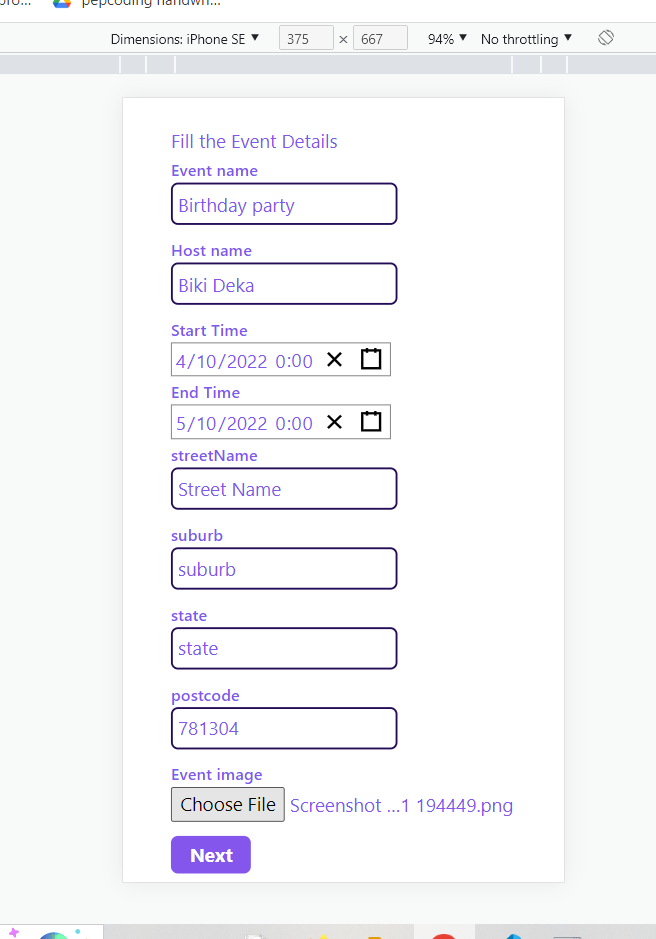 pepcoding handwr...
Dimensions: iPhone SE ▼ 375 × 667 94% ▼ No throttling ▼
Fill the Event Details
Event name
Birthday party
Host name
Biki Deka
Start Time
4/10/2022 0:00
End Time
5/10/2022 0:00
streetName
Street Name
suburb
suburb
state
state
postcode
781304
Event image
Choose File Screenshot ...1 194449.png
Next